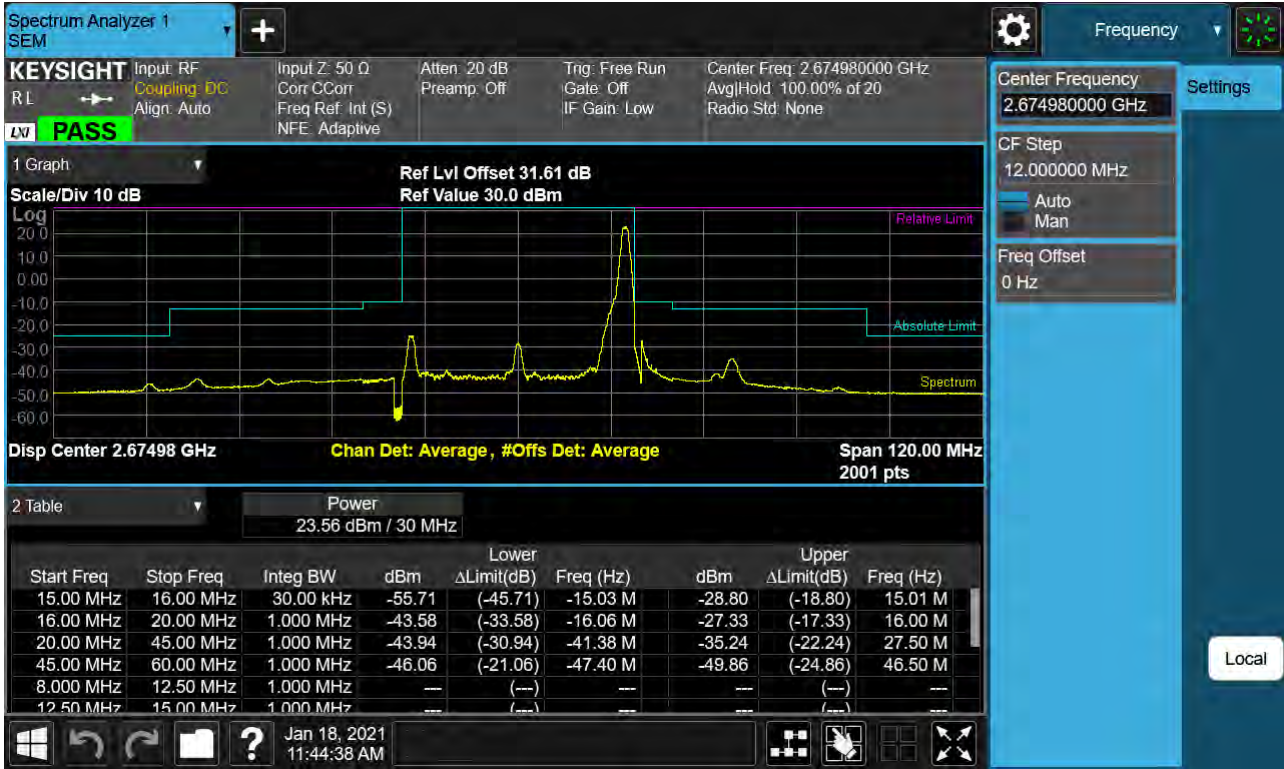 Spectrum Analyzer 1
SEM
Frequency
KEYSIGHT
R L
LXI
PASS
Input: RF
Coupling: DC
Align: Auto
Input Z: 50 Ω
Corr CCorr
Freq Ref: Int (S)
NFE: Adaptive
Atten: 20 dB
Preamp: Off
Trig: Free Run
Gate: Off
IF Gain: Low
Center Freq: 2.674980000 GHz
Avg|Hold: 100.00% of 20
Radio Std: None
Center Frequency
2.674980000 GHz
Settings
CF Step
12.000000 MHz
Auto
Man
Freq Offset
0 Hz
1 Graph
Scale/Div 10 dB
Ref Lvl Offset 31.61 dB
Ref Value 30.0 dBm
Log
20.0
10.0
0.00
-10.0
-20.0
-30.0
-40.0
-50.0
-60.0
Relative Limit
Absolute Limit
Spectrum
Disp Center 2.67498 GHz
Chan Det: Average, #Offs Det: Average
Span 120.00 MHz
2001 pts
2 Table
Power
23.56 dBm / 30 MHz
Lower Upper
Start Freq Stop Freq Integ BW dBm ΔLimit(dB) Freq (Hz) dBm ΔLimit(dB) Freq (Hz)
15.00 MHz 16.00 MHz 30.00 kHz -55.71 (-45.71) -15.03 M -28.80 (-18.80) 15.01 M
16.00 MHz 20.00 MHz 1.000 MHz -43.58 (-33.58) -16.06 M -27.33 (-17.33) 16.00 M
20.00 MHz 45.00 MHz 1.000 MHz -43.94 (-30.94) -41.38 M -35.24 (-22.24) 27.50 M
45.00 MHz 60.00 MHz 1.000 MHz -46.06 (-21.06) -47.40 M -49.86 (-24.86) 46.50 M
8.000 MHz 12.50 MHz 1.000 MHz --- (---) --- --- (---) ---
12.50 MHz 15.00 MHz 1.000 MHz --- (---) --- --- (---) ---
Local
?
Jan 18, 2021
11:44:38 AM